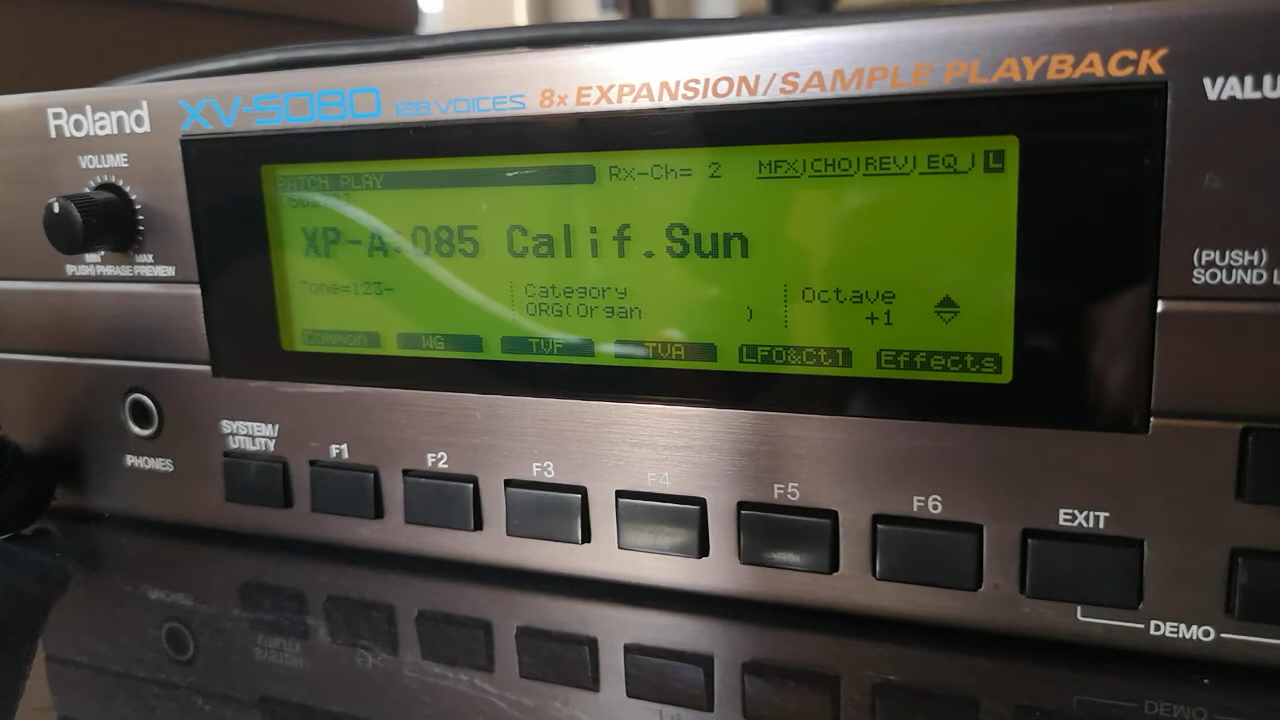 Roland XV-5080 128 VOICES 8x EXPANSION/SAMPLE PLAYBACK
VOLUME
MIN MAX
(PUSH) PHRASE PREVIEW
PATCH PLAY Rx-Ch= 2 MFX CHO REV EQ L
XP-A:085 Calif.Sun
Tone=123-
Category
ORG(Organ )
Octave
+1
Common WG TVF TVA LFO&Ctl Effects
(PUSH)
PHONES
SYSTEM/
UTILITY
F1 F2 F3 F4 F5 F6 EXIT
DEMO